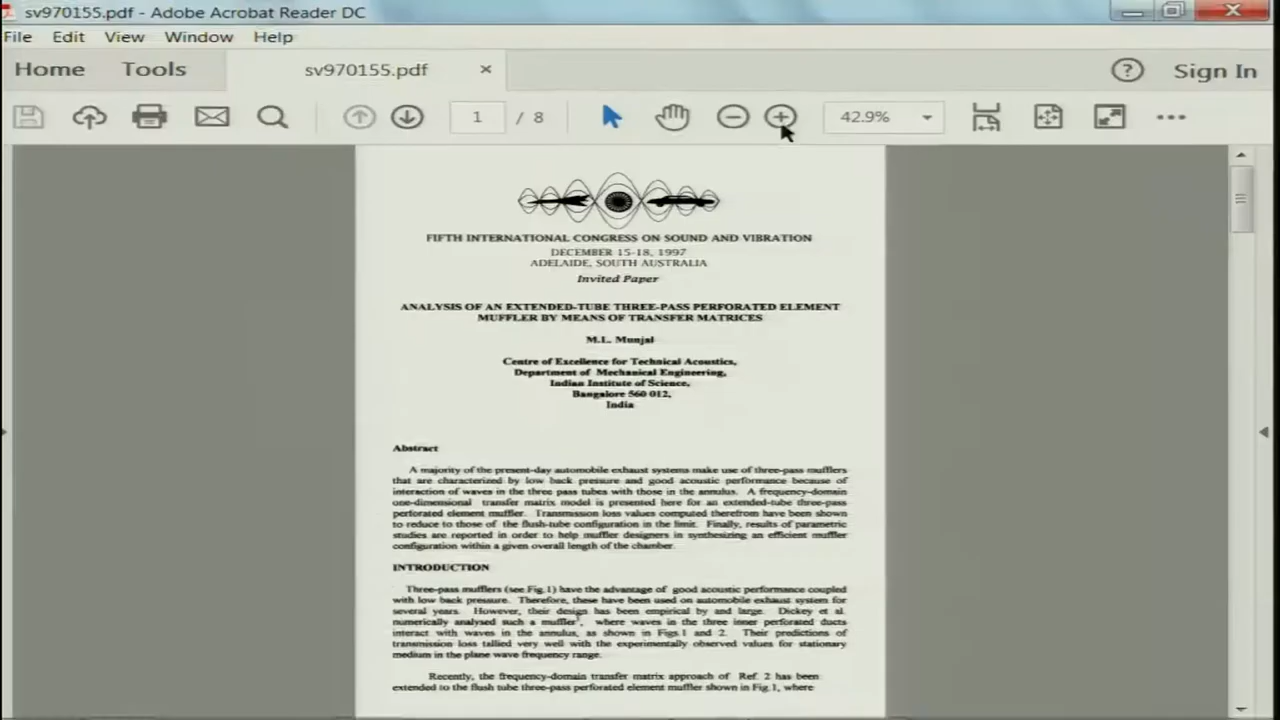 sv970155.pdf - Adobe Acrobat Reader DC
File Edit View Window Help
Home Tools sv970155.pdf × ? Sign In
1 / 8 42.9%
FIFTH INTERNATIONAL CONGRESS ON SOUND AND VIBRATION
DECEMBER 15-18, 1997
ADELAIDE, SOUTH AUSTRALIA
Invited Paper
ANALYSIS OF AN EXTENDED-TUBE THREE-PASS PERFORATED ELEMENT
MUFFLER BY MEANS OF TRANSFER MATRICES
M.L. Munjal
Centre of Excellence for Technical Acoustics,
Department of Mechanical Engineering,
Indian Institute of Science,
Bangalore 560 012,
India
Abstract
A majority of the present-day automobile exhaust systems make use of three-pass mufflers
that are characterized by low back pressure and good acoustic performance because of
interaction of waves in the three pass tubes with those in the annulus. A frequency-domain
one-dimensional transfer matrix model is presented here for an extended-tube three-pass
perforated element muffler. Transmission loss values computed therefrom have been shown
to reduce to those of the flush-tube configuration in the limit. Finally, results of parametric
studies are reported in order to help muffler designers in synthesizing an efficient muffler
configuration within a given overall length of the chamber.
INTRODUCTION
Three-pass mufflers (see Fig.1) have the advantage of good acoustic performance coupled
with low back pressure. Therefore, these have been used on automobile exhaust system for
several years. However, their design has been empirical by and large. Dickey et al.
numerically analysed such a muffler, where waves in the three inner perforated ducts
interact with waves in the annulus, as shown in Figs.1 and 2. Their predictions of
transmission loss tallied very well with the experimentally observed values for stationary
medium in the plane wave frequency range.
Recently, the frequency-domain transfer matrix approach of Ref. 2 has been
extended to the flush tube three-pass perforated element muffler shown in Fig.1, where